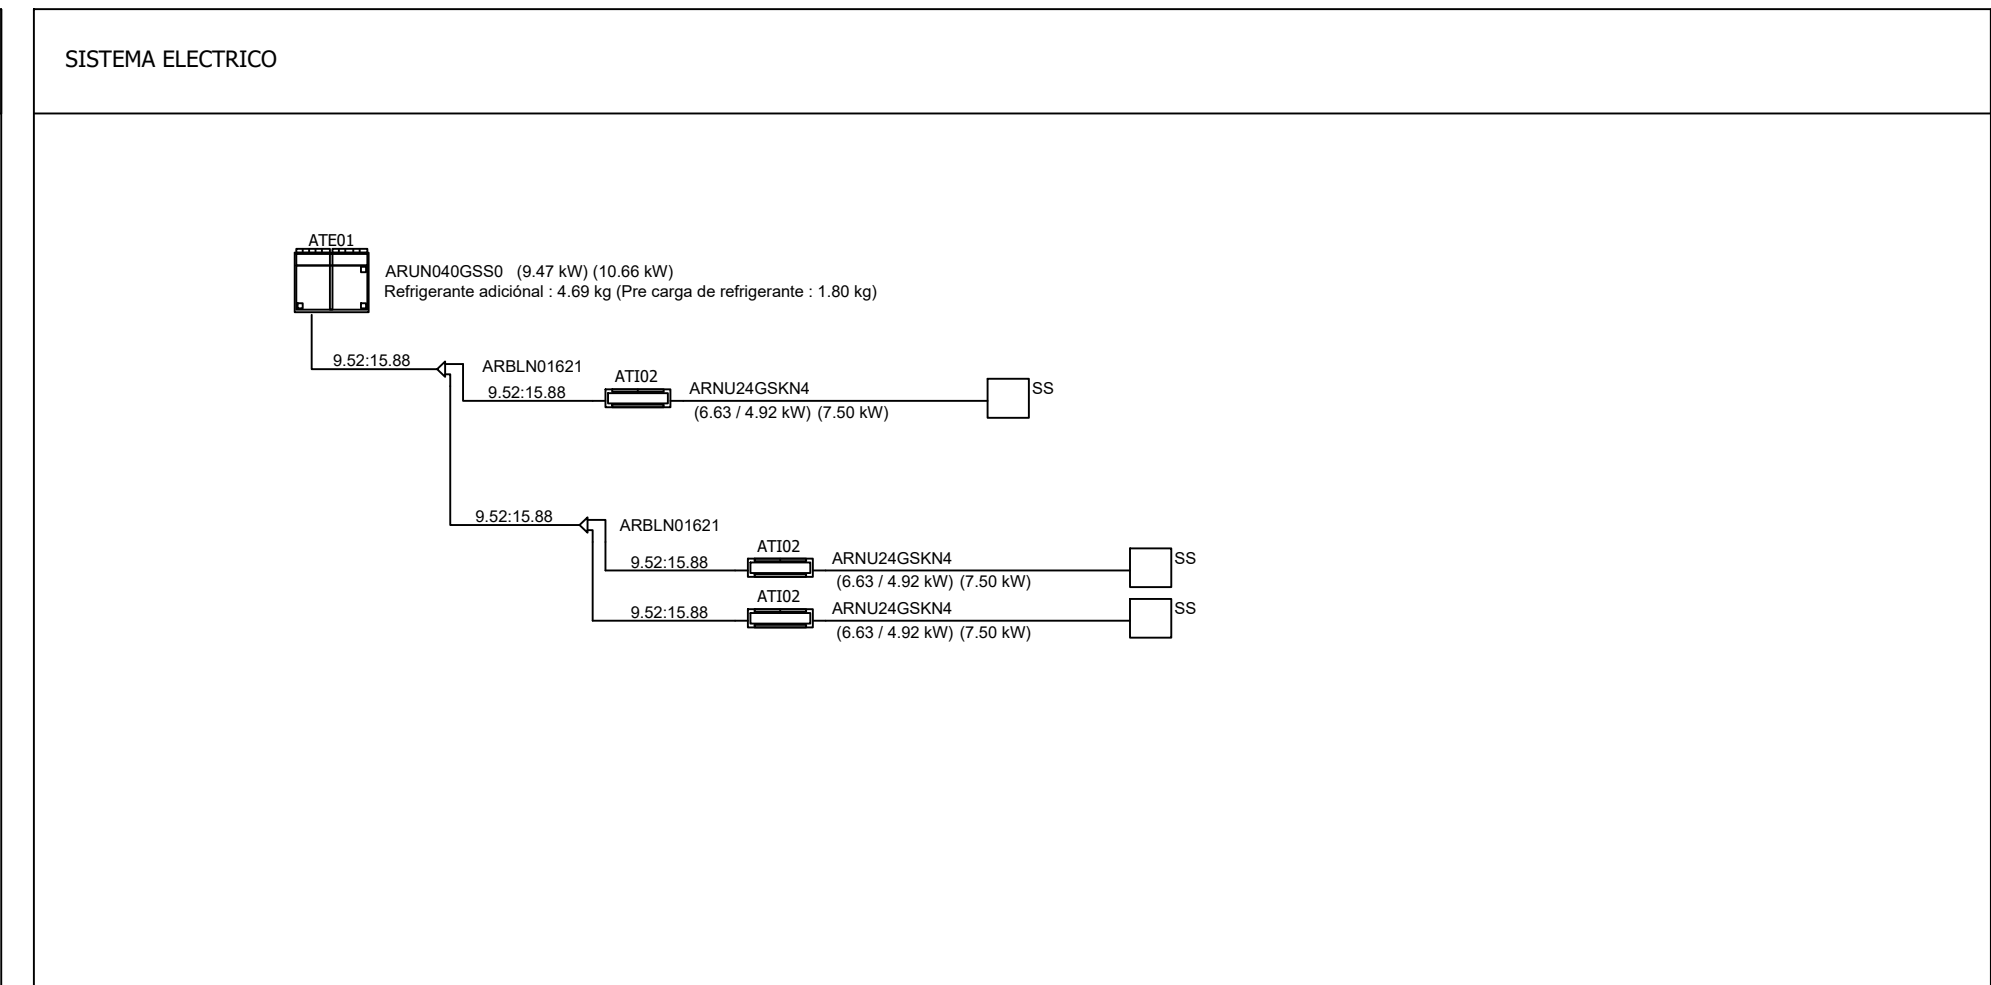 SISTEMA ELECTRICO
ATE01
ARUN040GSS0 (9.47 kW) (10.66 kW)
Refrigerante adiciónal : 4.69 kg (Pre carga de refrigerante : 1.80 kg)
9.52:15.88
ARBLN01621
9.52:15.88
ATI02
ARNU24GSKN4
(6.63 / 4.92 kW) (7.50 kW)
SS
9.52:15.88
ARBLN01621
9.52:15.88
ATI02
ARNU24GSKN4
(6.63 / 4.92 kW) (7.50 kW)
SS
9.52:15.88
ATI02
ARNU24GSKN4
(6.63 / 4.92 kW) (7.50 kW)
SS